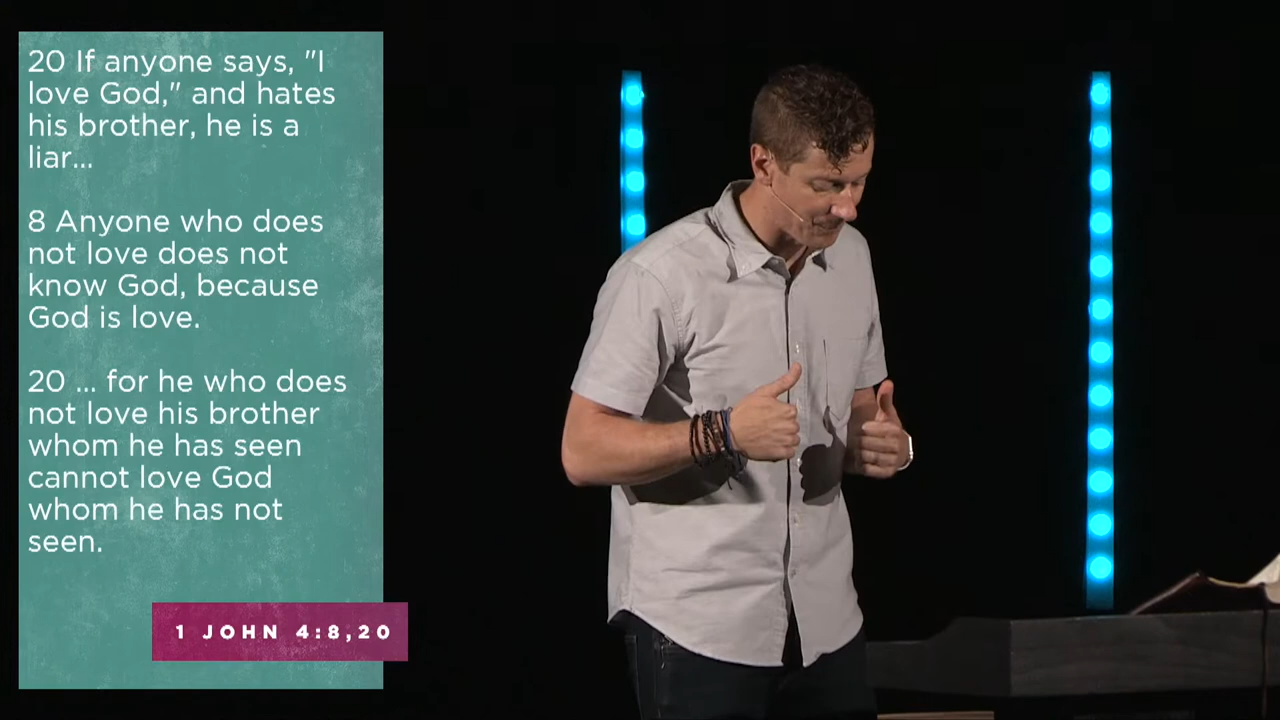 20 If anyone says, "I
love God," and hates
his brother, he is a
liar...
8 Anyone who does
not love does not
know God, because
God is love.
20 ... for he who does
not love his brother
whom he has seen
cannot love God
whom he has not
seen.
1 JOHN 4:8,20